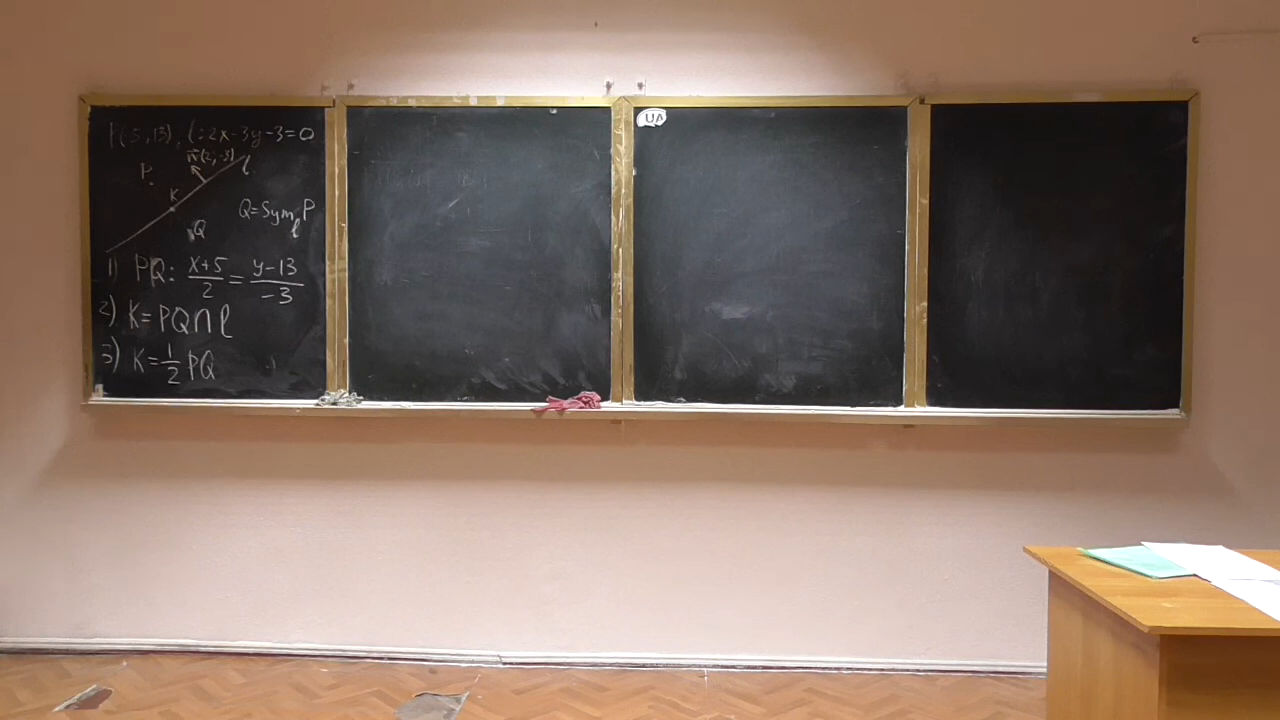 P(-5, 13), l: 2x-3y-3=0
n⃗(2; -3)
P. l
K
Q=Sym_l P
Q
1) PQ: (x+5)/2 = (y-13)/-3
2) K=PQ∩l
3) K=1/2 PQ
UA